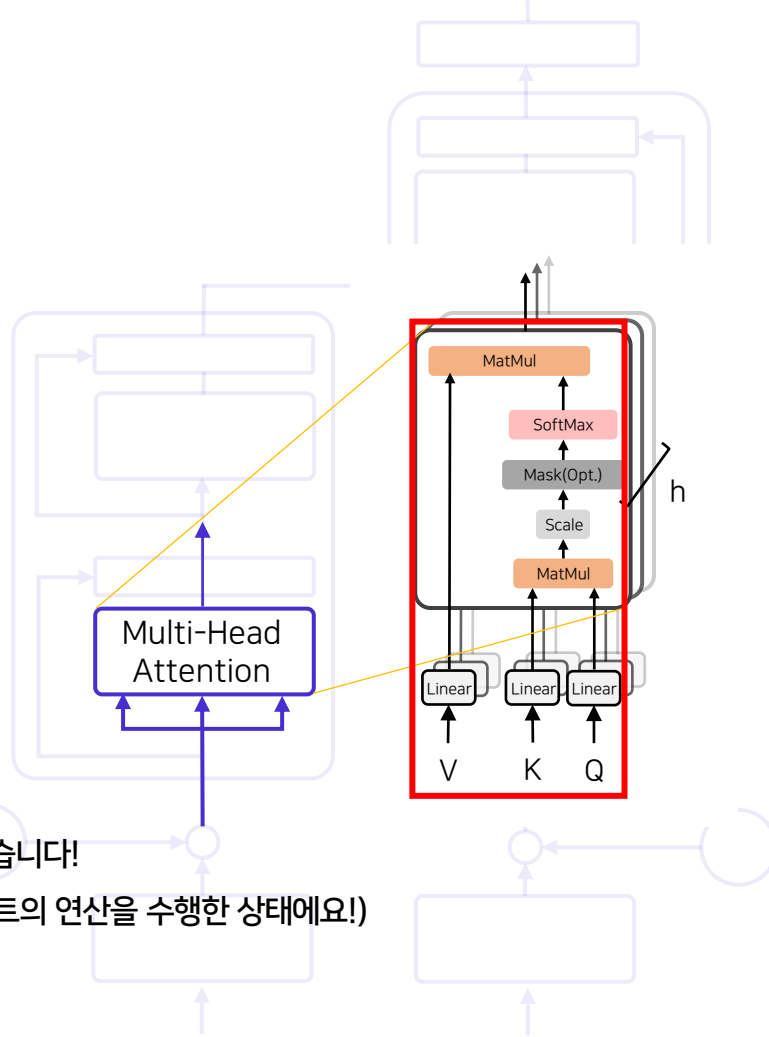 MatMul
SoftMax
Mask(Opt.)
h
Scale
MatMul
Multi-Head
Attention
Linear
Linear
Linear
V
K
Q
습니다!
트의 연산을 수행한 상태에요!)